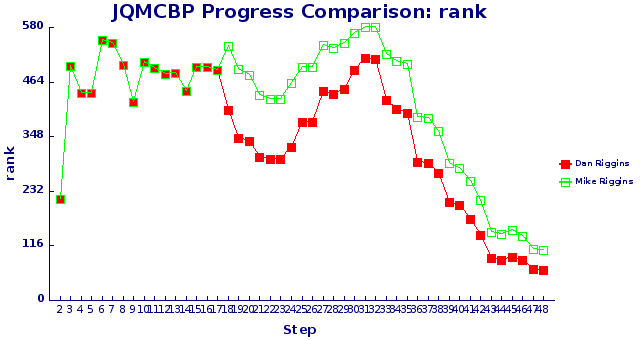 JQMCBP Progress Comparison: rank
580
464
348
232
116
0
rank
2 3 4 5 6 7 8 9 10 11 12 13 14 15 16 17 18 19 20 21 22 23 24 25 26 27 28 29 30 31 32 33 34 35 36 37 38 39 40 41 42 43 44 45 46 47 48
Step
Dan Riggins
Mike Riggins